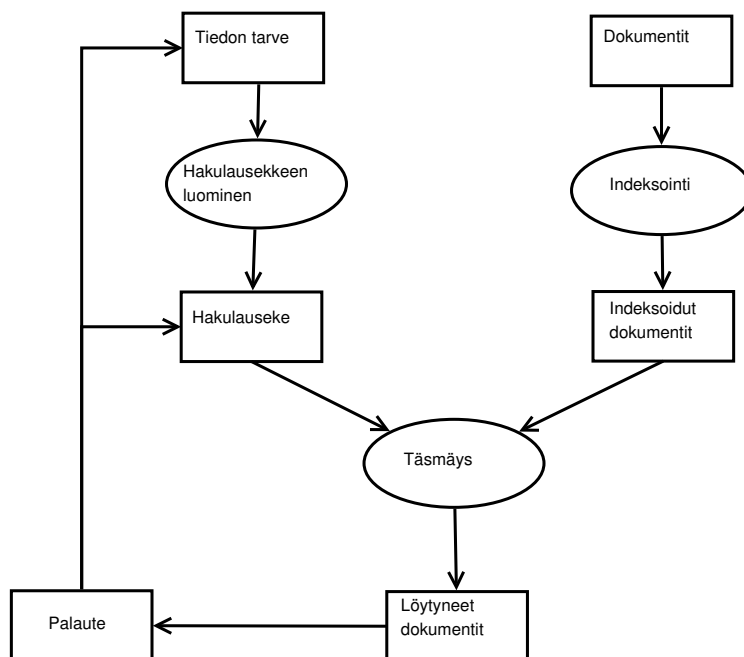 Tiedon tarve
Dokumentit
Hakulausekkeen
luominen
Indeksointi
Hakulauseke
Indeksoidut
dokumentit
Täsmäys
Palaute
Löytyneet
dokumentit